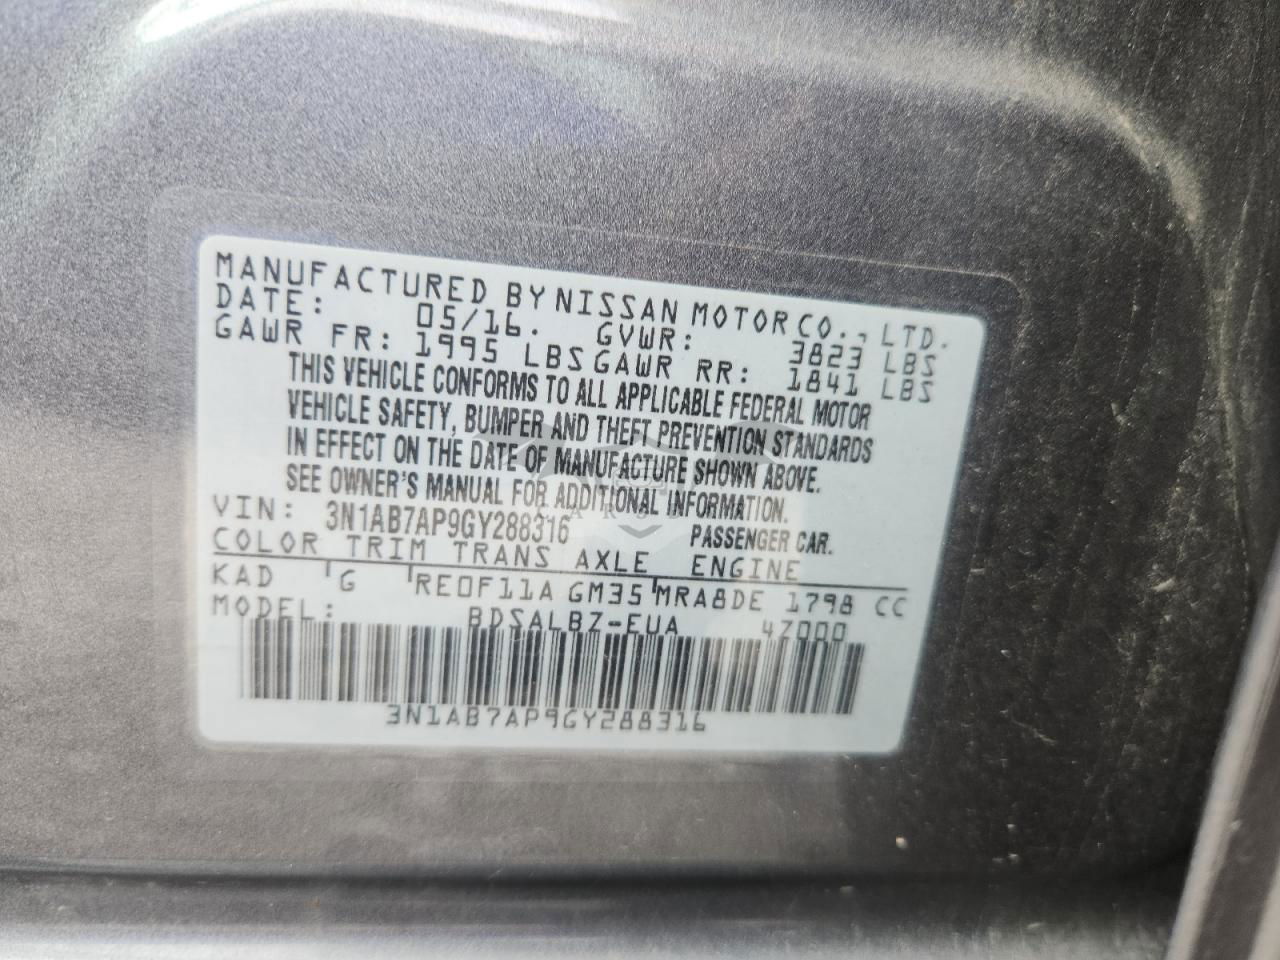 MANUFACTURED BY NISSAN MOTOR CO., LTD.
DATE: 05/16. GVWR: 3823 LBS
GAWR FR: 1995 LBS GAWR RR: 1841 LBS
THIS VEHICLE CONFORMS TO ALL APPLICABLE FEDERAL MOTOR
VEHICLE SAFETY, BUMPER AND THEFT PREVENTION STANDARDS
IN EFFECT ON THE DATE OF MANUFACTURE SHOWN ABOVE.
SEE OWNER'S MANUAL FOR ADDITIONAL INFORMATION.
VIN: 3N1AB7AP9GY288316 PASSENGER CAR.
COLOR TRIM TRANS AXLE ENGINE
KAD G RE0F11A GM35 MRA8DE 1798 CC
MODEL: BDSALBZ-EUA 4Z000
3N1AB7AP9GY288316